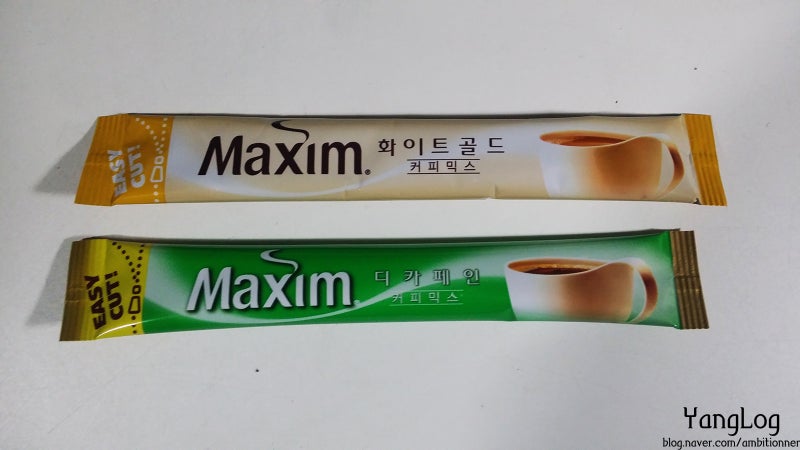 EASY CUT!
Maxim® 화이트골드
커피믹스
EASY CUT!
Maxim 디카페인
커피믹스
YangLog
blog.naver.com/ambitionner